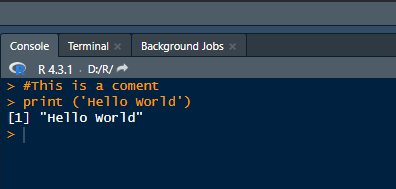 Console Terminal × Background Jobs ×
R 4.3.1 · D:/R/
> #This is a coment
> print ('Hello World')
[1] "Hello World"
>